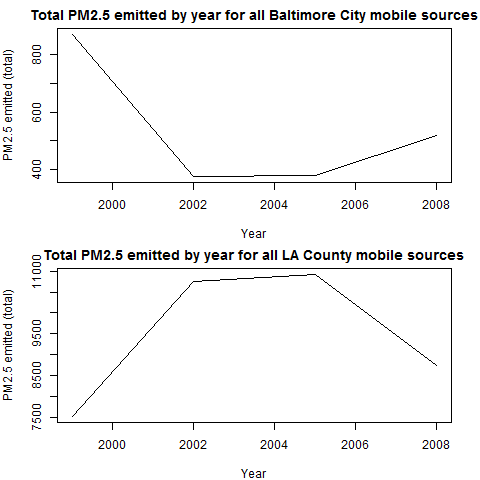 Total PM2.5 emitted by year for all Baltimore City mobile sources
PM2.5 emitted (total)
800
600
400
2000 2002 2004 2006 2008
Year
Total PM2.5 emitted by year for all LA County mobile sources
PM2.5 emitted (total)
11000
9500
8500
7500
2000 2002 2004 2006 2008
Year